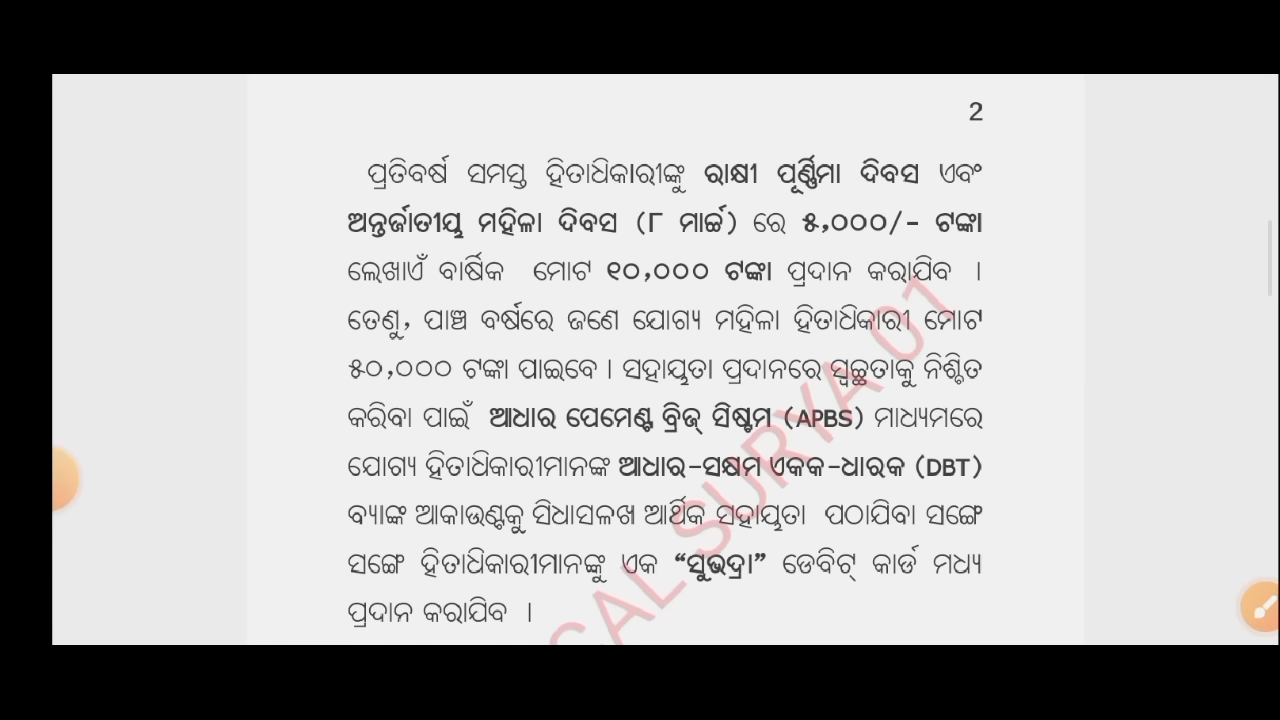 2
ପ୍ରତିବର୍ଷ ସମସ୍ତ ହିତାଧିକାରୀଙ୍କୁ ରାକ୍ଷୀ ପୂର୍ଣ୍ଣିମା ଦିବସ ଏବଂ
ଅନ୍ତର୍ଜାତୀୟ ମହିଳା ଦିବସ (୮ ମାର୍ଚ୍ଚ) ରେ ୫,୦୦୦/- ଟଙ୍କା
ଲେଖାଏଁ ବାର୍ଷିକ ମୋଟ ୧୦,୦୦୦ ଟଙ୍କା ପ୍ରଦାନ କରାଯିବ ।
ତେଣୁ, ପାଞ୍ଚ ବର୍ଷରେ ଜଣେ ଯୋଗ୍ୟ ମହିଳା ହିତାଧିକାରୀ ମୋଟ
୫୦,୦୦୦ ଟଙ୍କା ପାଇବେ । ସହାୟତା ପ୍ରଦାନରେ ସ୍ୱଚ୍ଛତାକୁ ନିଶ୍ଚିତ
କରିବା ପାଇଁ ଆଧାର ପେମେଣ୍ଟ ବ୍ରିଜ୍ ସିଷ୍ଟମ (APBS) ମାଧ୍ୟମରେ
ଯୋଗ୍ୟ ହିତାଧିକାରୀମାନଙ୍କ ଆଧାର-ସକ୍ଷମ ଏକକ-ଧାରକ (DBT)
ବ୍ୟାଙ୍କ ଆକାଉଣ୍ଟକୁ ସିଧାସଳଖ ଆର୍ଥିକ ସହାୟତା ପଠାଯିବା ସଙ୍ଗେ
ସଙ୍ଗେ ହିତାଧିକାରୀମାନଙ୍କୁ ଏକ “ସୁଭଦ୍ରା” ଡେବିଟ୍ କାର୍ଡ ମଧ୍ୟ
ପ୍ରଦାନ କରାଯିବ ।
CAL SURYA 01